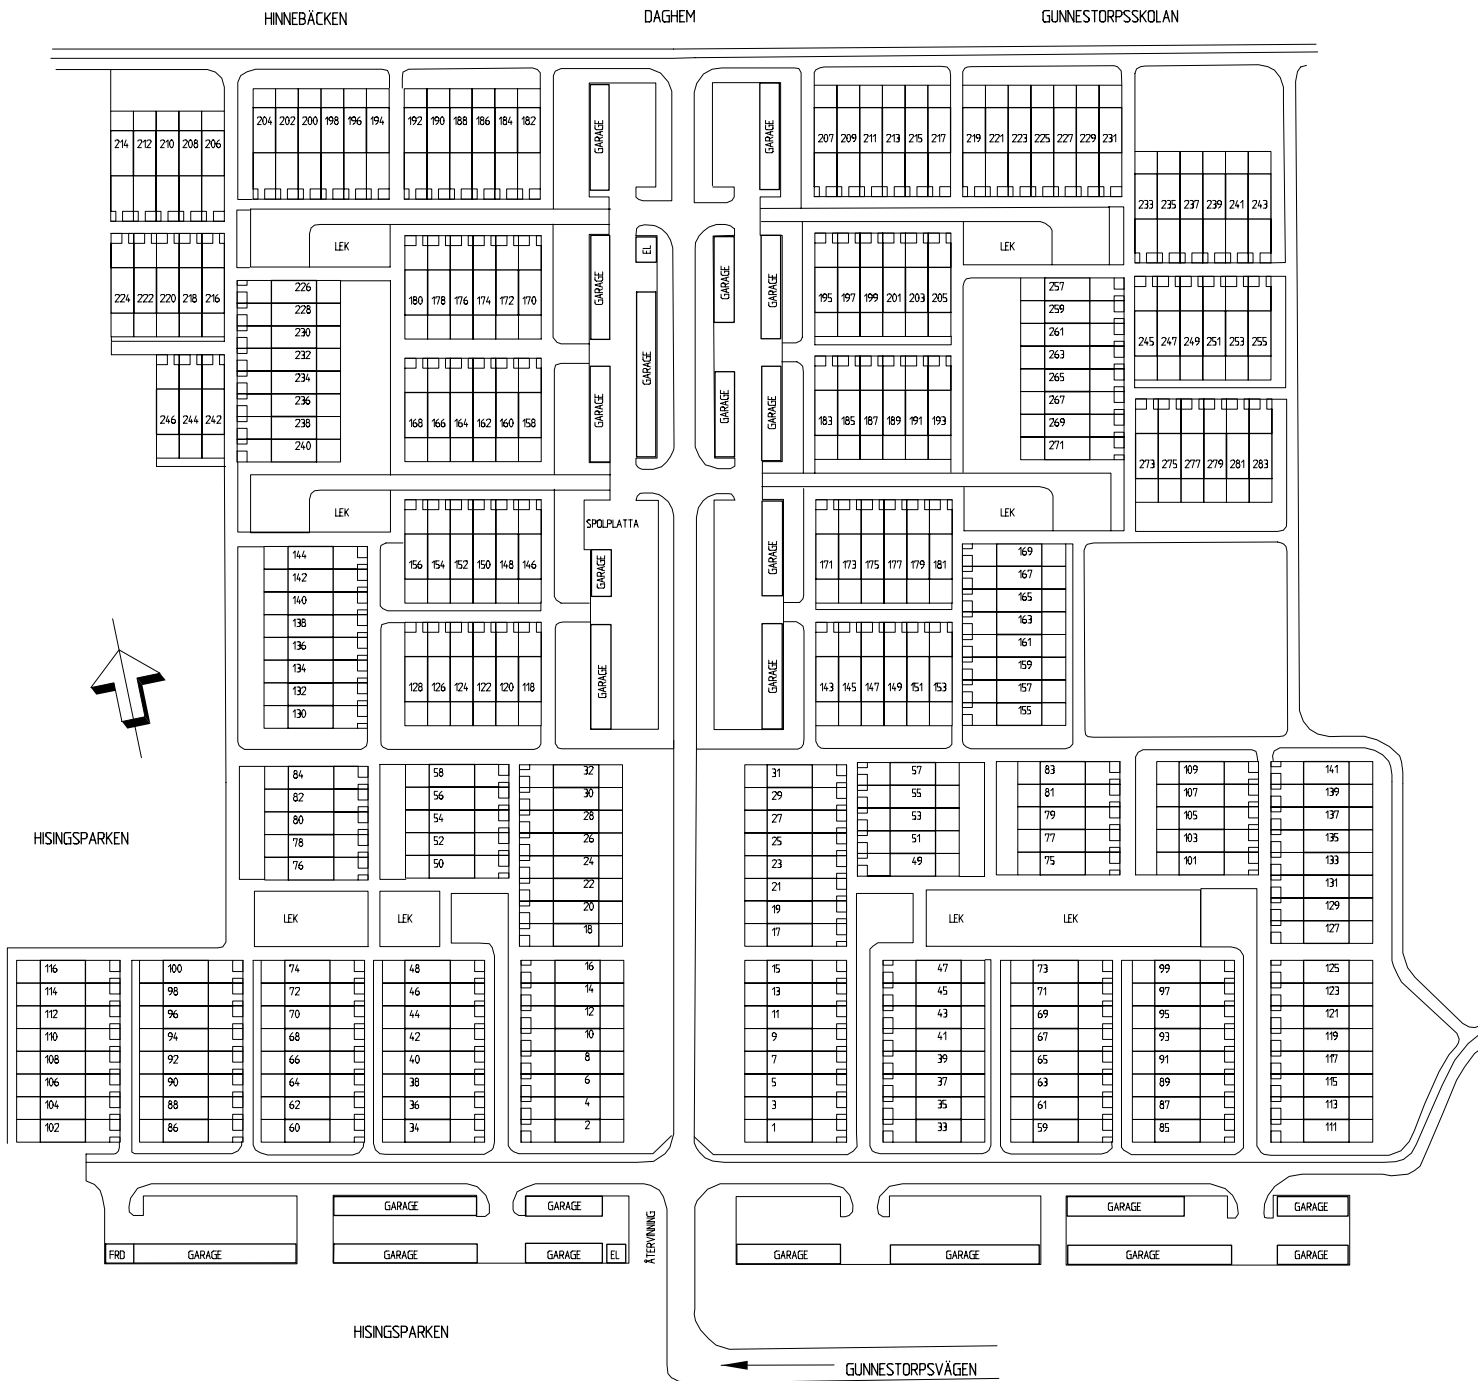 HINNEBÄCKEN DAGHEM GUNNESTORPSSKOLAN
204 202 200 198 196 194
192 190 188 186 184 182
GARAGE
GARAGE
207 209 211 213 215 217
219 221 223 225 227 229 231
214 212 210 208 206
233 235 237 239 241 243
LEK
EL
LEK
224 222 220 218 216
226
228
230
232
234
236
238
240
180 178 176 174 172 170
GARAGE
GARAGE
GARAGE
GARAGE
195 197 199 201 203 205
257
259
261
263
265
267
269
271
245 247 249 251 253 255
246 244 242
168 166 164 162 160 158
GARAGE
GARAGE
GARAGE
183 185 187 189 191 193
273 275 277 279 281 283
LEK
SPOLPLATTA
LEK
144
142
140
138
136
134
132
130
156 154 152 150 148 146
GARAGE
GARAGE
171 173 175 177 179 181
169
167
165
163
161
159
157
155
128 126 124 122 120 118
GARAGE
GARAGE
143 145 147 149 151 153
84
82
80
78
76
58
56
54
52
50
32
30
28
26
24
22
20
18
31
29
27
25
23
21
19
17
57
55
53
51
49
83
81
79
77
75
109
107
105
103
101
141
139
137
135
133
131
129
127
HISINGSPARKEN
LEK
LEK
LEK
LEK
116
114
112
110
108
106
104
102
100
98
96
94
92
90
88
86
74
72
70
68
66
64
62
60
48
46
44
42
40
38
36
34
16
14
12
10
8
6
4
2
15
13
11
9
7
5
3
1
47
45
43
41
39
37
35
33
73
71
69
67
65
63
61
59
99
97
95
93
91
89
87
85
125
123
121
119
117
115
113
111
GARAGE
GARAGE
GARAGE
GARAGE
FRD GARAGE
GARAGE
GARAGE EL
ÅTERVINNING
GARAGE
GARAGE
GARAGE
GARAGE
HISINGSPARKEN
GUNNESTORPSVÄGEN